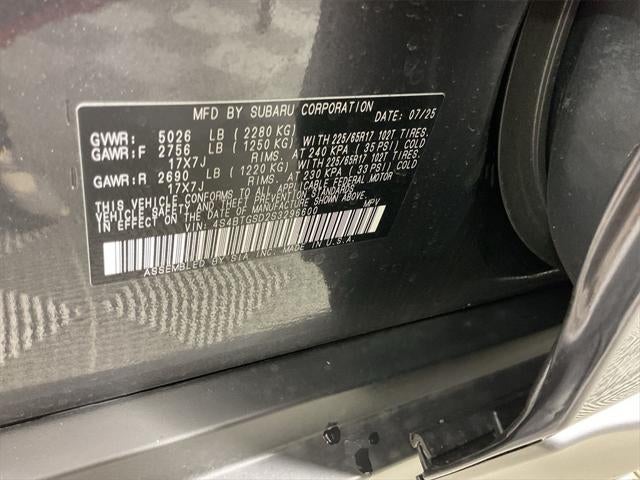 MFD BY SUBARU CORPORATION DATE: 07/25
GVWR: 5026 LB (2280 KG)
GAWR:F 2756 LB (1250 KG) WITH 225/65R17 102T TIRES.
17X7J RIMS. AT 240 KPA (35 PSI) COLD
GAWR:R 2690 LB (1220 KG) WITH 225/65R17 102T TIRES.
17X7J RIMS. AT 230 KPA (33 PSI) COLD
THIS VEHICLE CONFORMS TO ALL APPLICABLE FEDERAL MOTOR
VEHICLE SAFETY AND BUMPER THEFT PREVENTION STANDARDS
IN EFFECT ON THE DATE OF MANUFACTURE SHOWN ABOVE.
VIN: 4S4BTGSD2S3296600 MPV
ASSEMBLED BY SIA INC. MADE IN U.S.A.